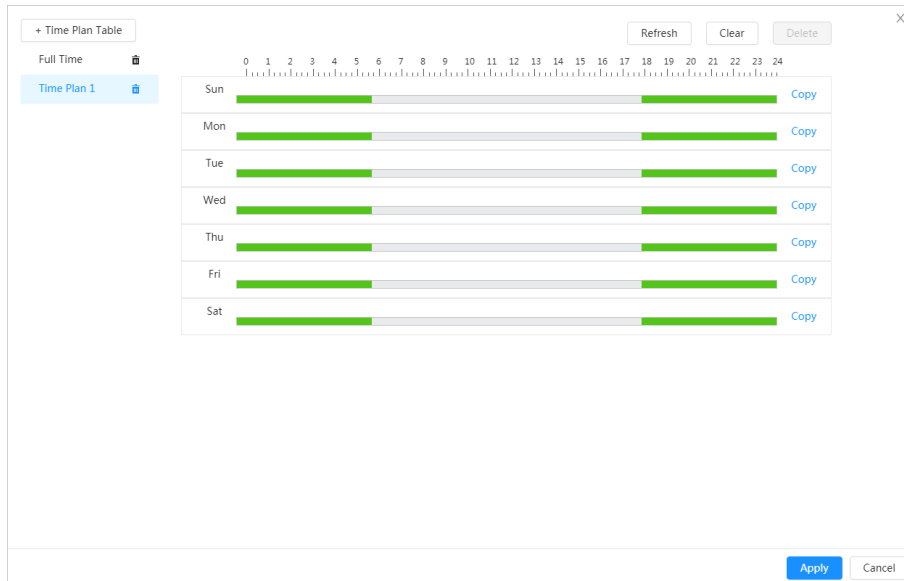 + Time Plan Table
Refresh Clear Delete
Full Time
0 1 2 3 4 5 6 7 8 9 10 11 12 13 14 15 16 17 18 19 20 21 22 23 24
Time Plan 1
Sun Copy
Mon Copy
Tue Copy
Wed Copy
Thu Copy
Fri Copy
Sat Copy
Apply Cancel